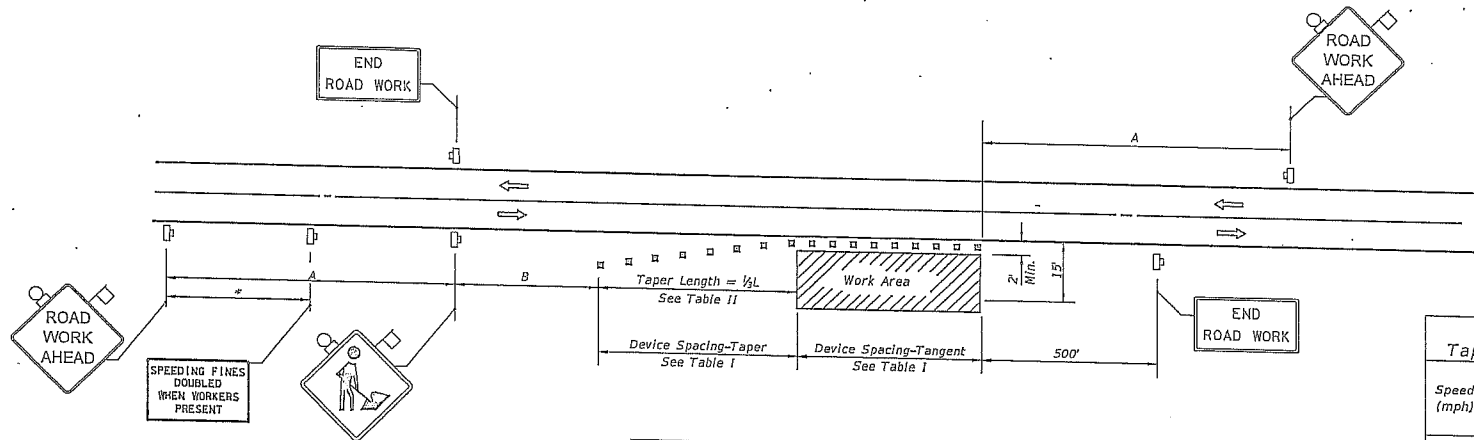 END
ROAD WORK
ROAD
WORK
AHEAD
A
A
B
*
Taper Length = ⅓L
See Table II
Work Area
2'
Min.
15'
ROAD
WORK
AHEAD
SPEEDING FINES
DOUBLED
WHEN WORKERS
PRESENT
Device Spacing-Taper
See Table I
Device Spacing-Tangent
See Table I
500'
END
ROAD WORK
Speed
(mph)